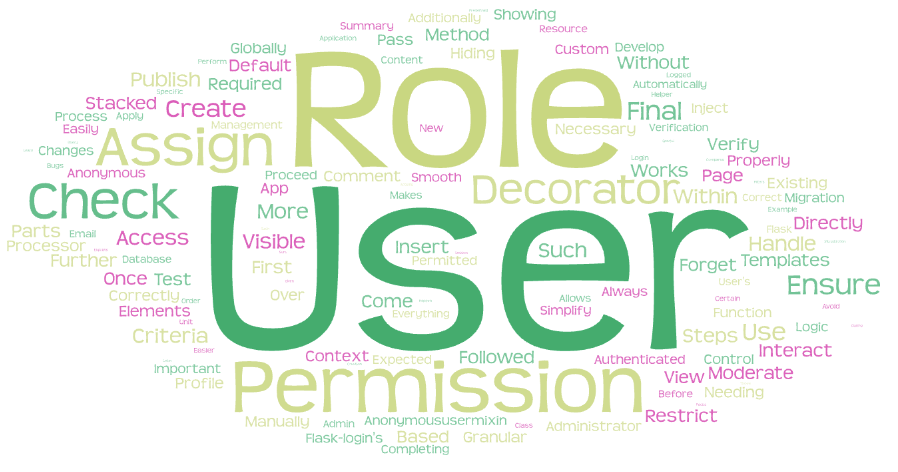 Showing
Additionally
Summary
Resource
Application
Pass
Method
Globally
Hiding
Custom
Develop
Content
Without
Perform
Default
Role
Logged
Publish
Required
Automatically
Specific
Helper
Stacked
Create
Final
Inject
Process
Apply
Easily
Management
New
Necessary
Verification
Changes
Assign
Verify
Bugs
Login
Properly
Anonymous
Proceed
Comment
Smooth
Works
Page
Check
App
Decorator
Existing
Makes
Within
Correct
Migration
More
User
Example
Parts
Email
Access
Visible
Insert
Such
Directly
Flask
Processor
Handle
Further
Database
First
Permitted
Forget
Templates
Once
Test
User's
Ensure
Correctly
Order
Over
Come
Allows
Always
Certain
Elements
Everything
Simplify
Function
Avoid
Unit
Criteria
Steps
Use
Logic
Easier
Context
Expected
Followed
Authenticated
Control
Interact
Important
Profile
Permission
View
Moderate
Before
Needing
Restrict
Manually
Admin
Anonymoususermixin
Class
Administrator
Flask-login's
Based
Granular
Completing